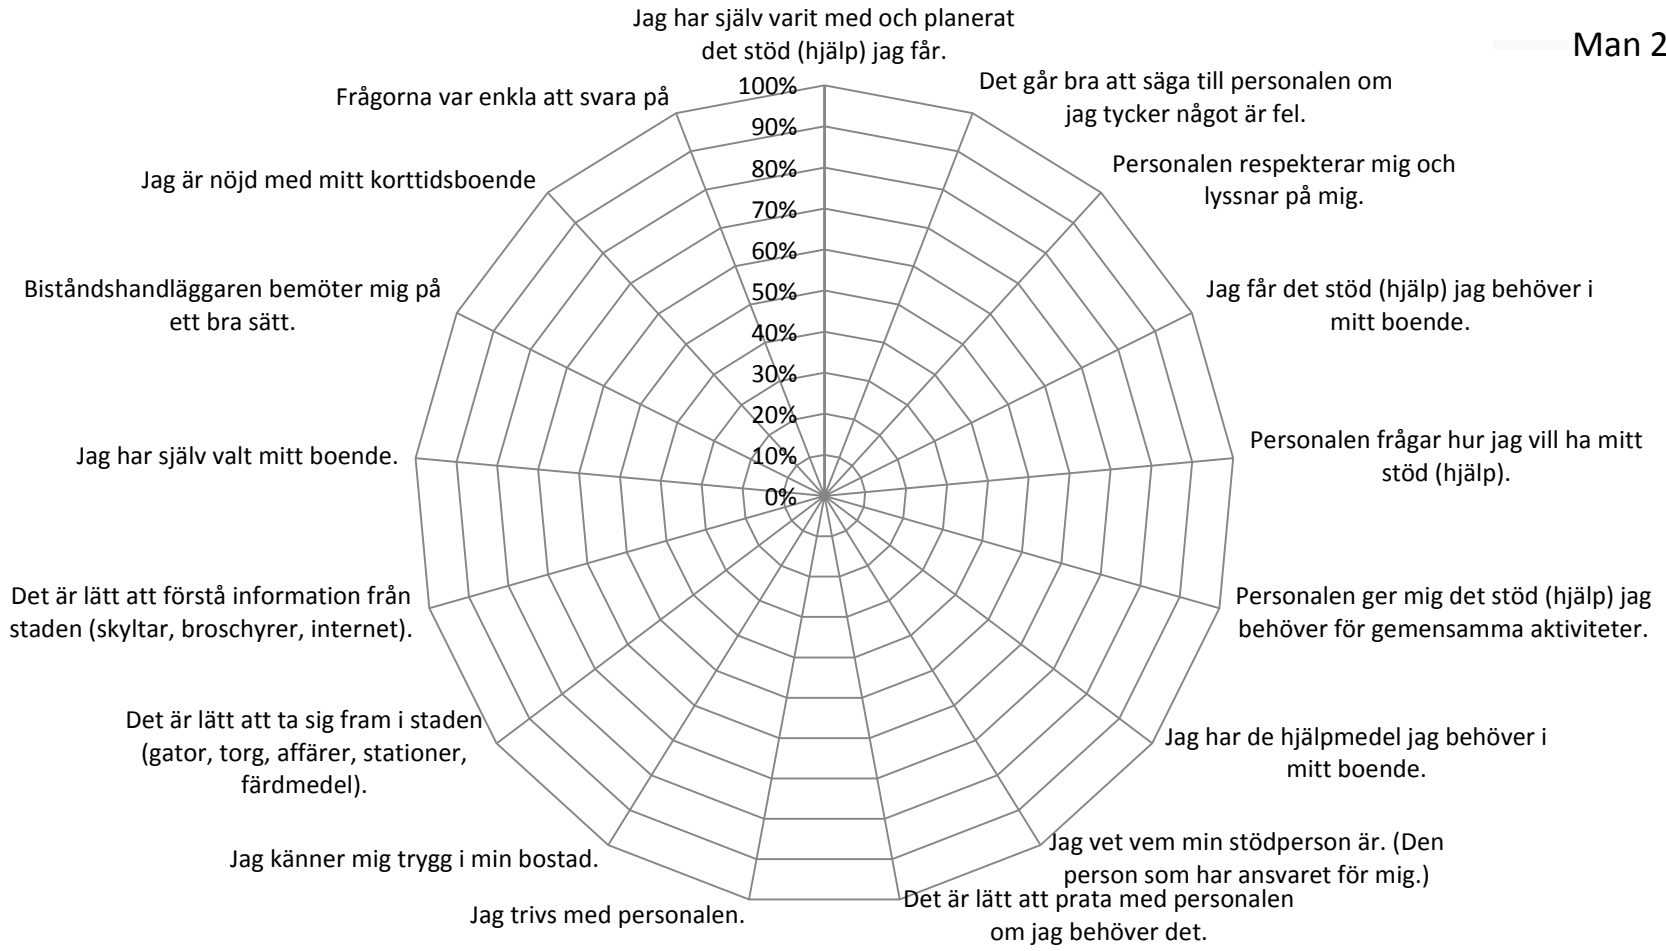 Jag har själv varit med och planerat
det stöd (hjälp) jag får.
Man 2
Det går bra att säga till personalen om
jag tycker något är fel.
Personalen respekterar mig och
lyssnar på mig.
Jag får det stöd (hjälp) jag behöver i
mitt boende.
Personalen frågar hur jag vill ha mitt
stöd (hjälp).
Personalen ger mig det stöd (hjälp) jag
behöver för gemensamma aktiviteter.
Jag har de hjälpmedel jag behöver i
mitt boende.
Jag vet vem min stödperson är. (Den
person som har ansvaret för mig.)
Det är lätt att prata med personalen
om jag behöver det.
Jag trivs med personalen.
Jag känner mig trygg i min bostad.
Det är lätt att ta sig fram i staden
(gator, torg, affärer, stationer,
färdmedel).
Det är lätt att förstå information från
staden (skyltar, broschyrer, internet).
Jag har själv valt mitt boende.
Biståndshandläggaren bemöter mig på
ett bra sätt.
Jag är nöjd med mitt korttidsboende
Frågorna var enkla att svara på
100%
90%
80%
70%
60%
50%
40%
30%
20%
10%
0%